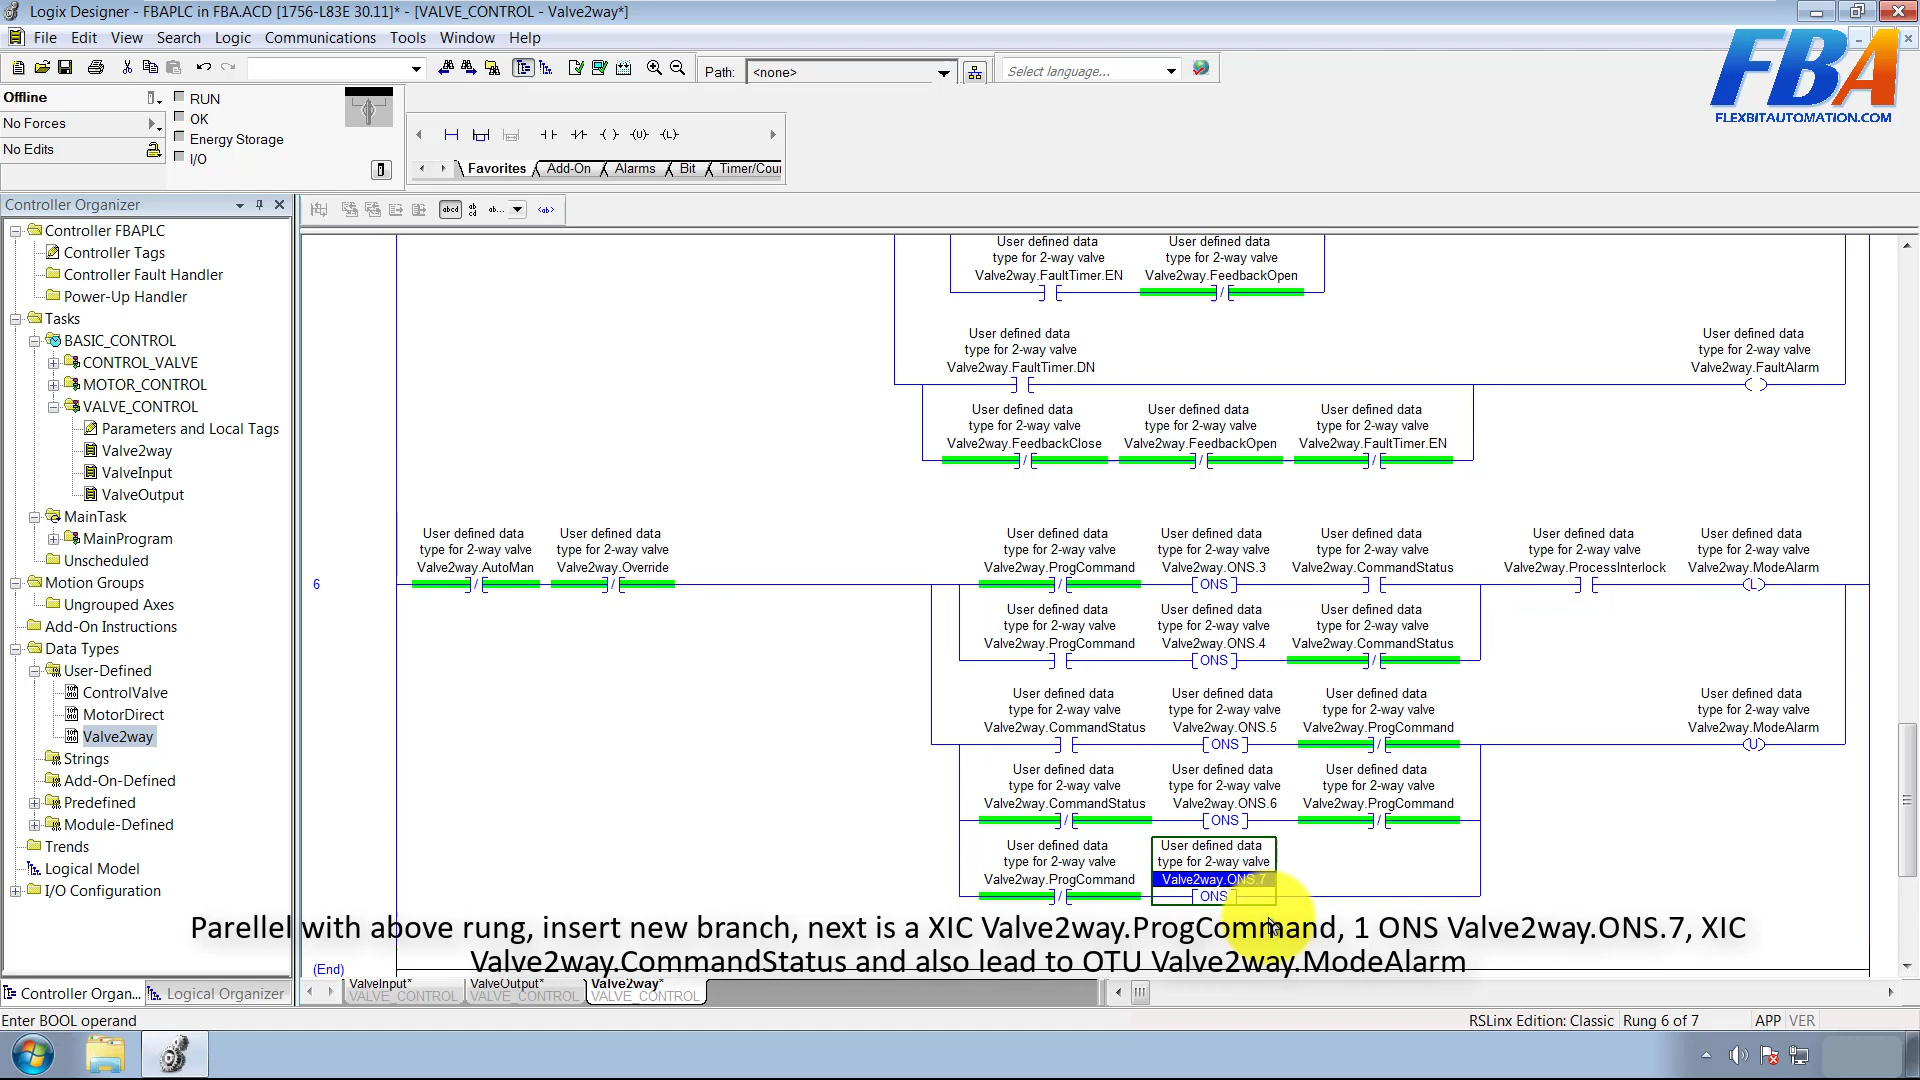 Logix Designer - FBAPLC in FBA.ACD [1756-L83E 30.11]* - [VALVE_CONTROL - Valve2way*]
File Edit View Search Logic Communications Tools Window Help
Path: <none> Select language...
FBA
FLEXBITAUTOMATION.COM
Offline
No Forces
No Edits
RUN
OK
Energy Storage
I/O
Favorites Add-On Alarms Bit Timer/Coun
Controller Organizer
Controller FBAPLC
Controller Tags
Controller Fault Handler
Power-Up Handler
Tasks
BASIC_CONTROL
CONTROL_VALVE
MOTOR_CONTROL
VALVE_CONTROL
Parameters and Local Tags
Valve2way
ValveInput
ValveOutput
MainTask
MainProgram
Unscheduled
Motion Groups
Ungrouped Axes
Add-On Instructions
Data Types
User-Defined
ControlValve
MotorDirect
Valve2way
Strings
Add-On-Defined
Predefined
Module-Defined
Trends
Logical Model
I/O Configuration
Controller Organ... Logical Organizer
User defined data User defined data
type for 2-way valve type for 2-way valve
Valve2way.FaultTimer.EN Valve2way.FeedbackOpen
User defined data User defined data
type for 2-way valve type for 2-way valve
Valve2way.FaultTimer.DN Valve2way.FaultAlarm
User defined data User defined data User defined data
type for 2-way valve type for 2-way valve type for 2-way valve
Valve2way.FeedbackClose Valve2way.FeedbackOpen Valve2way.FaultTimer.EN
User defined data User defined data User defined data User defined data User defined data User defined data User defined data
type for 2-way valve type for 2-way valve type for 2-way valve type for 2-way valve type for 2-way valve type for 2-way valve type for 2-way valve
Valve2way.AutoMan Valve2way.Override Valve2way.ProgCommand Valve2way.ONS.3 Valve2way.CommandStatus Valve2way.ProcessInterlock Valve2way.ModeAlarm
6 ONS L
User defined data User defined data User defined data
type for 2-way valve type for 2-way valve type for 2-way valve
Valve2way.ProgCommand Valve2way.ONS.4 Valve2way.CommandStatus
ONS
User defined data User defined data User defined data User defined data
type for 2-way valve type for 2-way valve type for 2-way valve type for 2-way valve
Valve2way.CommandStatus Valve2way.ONS.5 Valve2way.ProgCommand Valve2way.ModeAlarm
ONS U
User defined data User defined data User defined data
type for 2-way valve type for 2-way valve type for 2-way valve
Valve2way.CommandStatus Valve2way.ONS.6 Valve2way.ProgCommand
ONS
User defined data User defined data
type for 2-way valve type for 2-way valve
Valve2way.ProgCommand Valve2way.ONS.7
ONS
Parellel with above rung, insert new branch, next is a XIC Valve2way.ProgCommand, 1 ONS Valve2way.ONS.7, XIC
Valve2way.CommandStatus and also lead to OTU Valve2way.ModeAlarm
(End)
ValveInput* ValveOutput* Valve2way*
VALVE_CONTROL VALVE_CONTROL VALVE_CONTROL
Enter BOOL operand RSLinx Edition: Classic Rung 6 of 7 APP VER